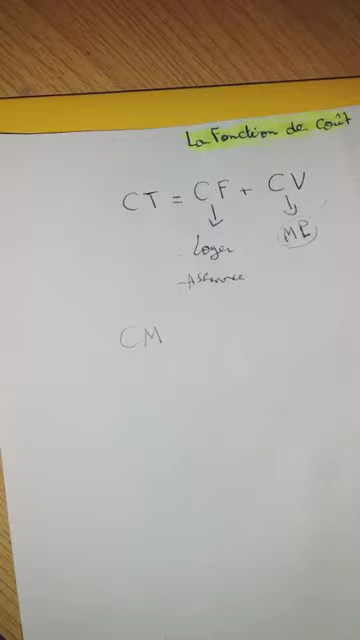 La Fonction de Coût
CT = CF + CV
Loyer MP
- Assurance
CM